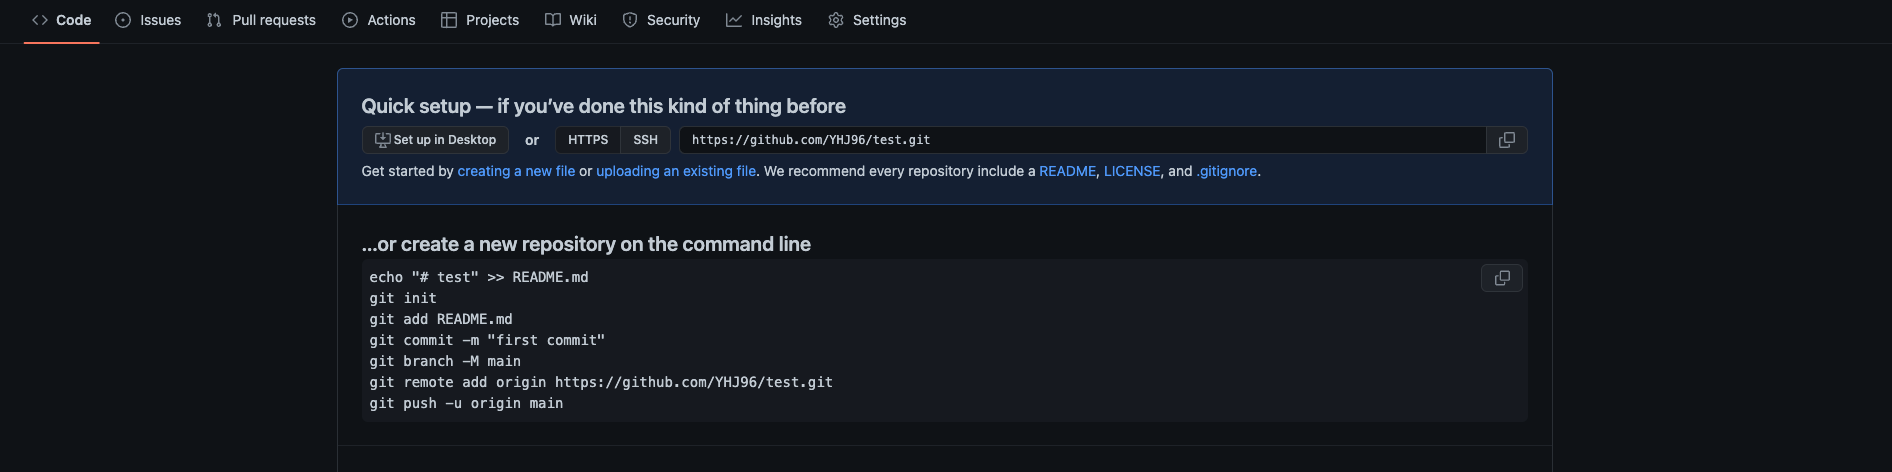 Code Issues Pull requests Actions Projects Wiki Security Insights Settings
Quick setup — if you’ve done this kind of thing before
Set up in Desktop or HTTPS SSH https://github.com/YHJ96/test.git
Get started by creating a new file or uploading an existing file. We recommend every repository include a README, LICENSE, and .gitignore.
…or create a new repository on the command line
echo "# test" >> README.md
git init
git add README.md
git commit -m "first commit"
git branch -M main
git remote add origin https://github.com/YHJ96/test.git
git push -u origin main